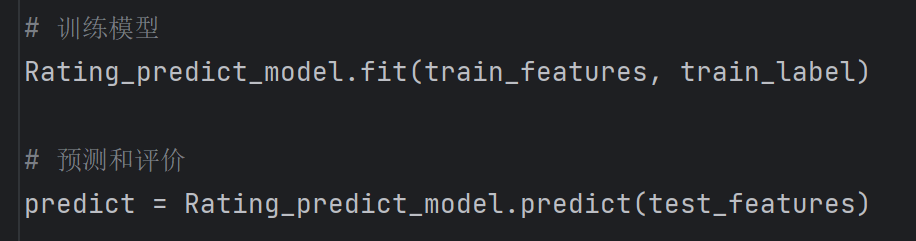 # 训练模型
Rating_predict_model.fit(train_features, train_label)
# 预测和评价
predict = Rating_predict_model.predict(test_features)